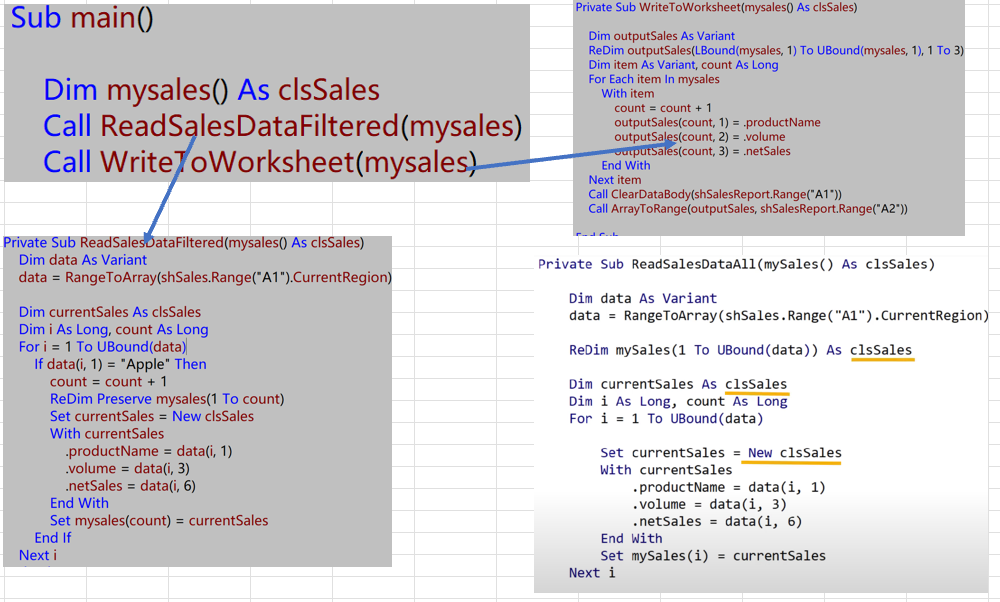 Sub main()
Dim mysales() As clsSales
Call ReadSalesDataFiltered(mysales)
Call WriteToWorksheet(mysales)
Private Sub WriteToWorksheet(mysales() As clsSales)
Dim outputSales As Variant
ReDim outputSales(LBound(mysales, 1) To UBound(mysales, 1), 1 To 3)
Dim item As Variant, count As Long
For Each item In mysales
With item
count = count + 1
outputSales(count, 1) = .productName
outputSales(count, 2) = .volume
outputSales(count, 3) = .netSales
End With
Next item
Call ClearDataBody(shSalesReport.Range("A1"))
Call ArrayToRange(outputSales, shSalesReport.Range("A2"))
End Sub
Private Sub ReadSalesDataFiltered(mysales() As clsSales)
Dim data As Variant
data = RangeToArray(shSales.Range("A1").CurrentRegion)
Dim currentSales As clsSales
Dim i As Long, count As Long
For i = 1 To UBound(data)
If data(i, 1) = "Apple" Then
count = count + 1
ReDim Preserve mysales(1 To count)
Set currentSales = New clsSales
With currentSales
.productName = data(i, 1)
.volume = data(i, 3)
.netSales = data(i, 6)
End With
Set mysales(count) = currentSales
End If
Next i
Private Sub ReadSalesDataAll(mySales() As clsSales)
Dim data As Variant
data = RangeToArray(shSales.Range("A1").CurrentRegion)
ReDim mySales(1 To UBound(data)) As clsSales
Dim currentSales As clsSales
Dim i As Long, count As Long
For i = 1 To UBound(data)
Set currentSales = New clsSales
With currentSales
.productName = data(i, 1)
.volume = data(i, 3)
.netSales = data(i, 6)
End With
Set mySales(i) = currentSales
Next i